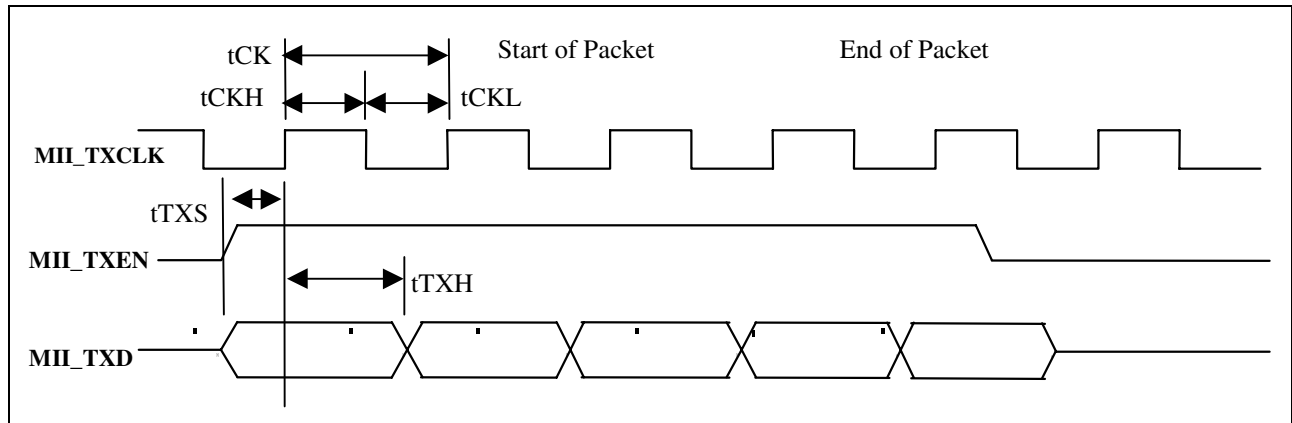 tCK Start of Packet End of Packet
tCKH tCKL
MII_TXCLK
tTXS
MII_TXEN
tTXH
MII_TXD